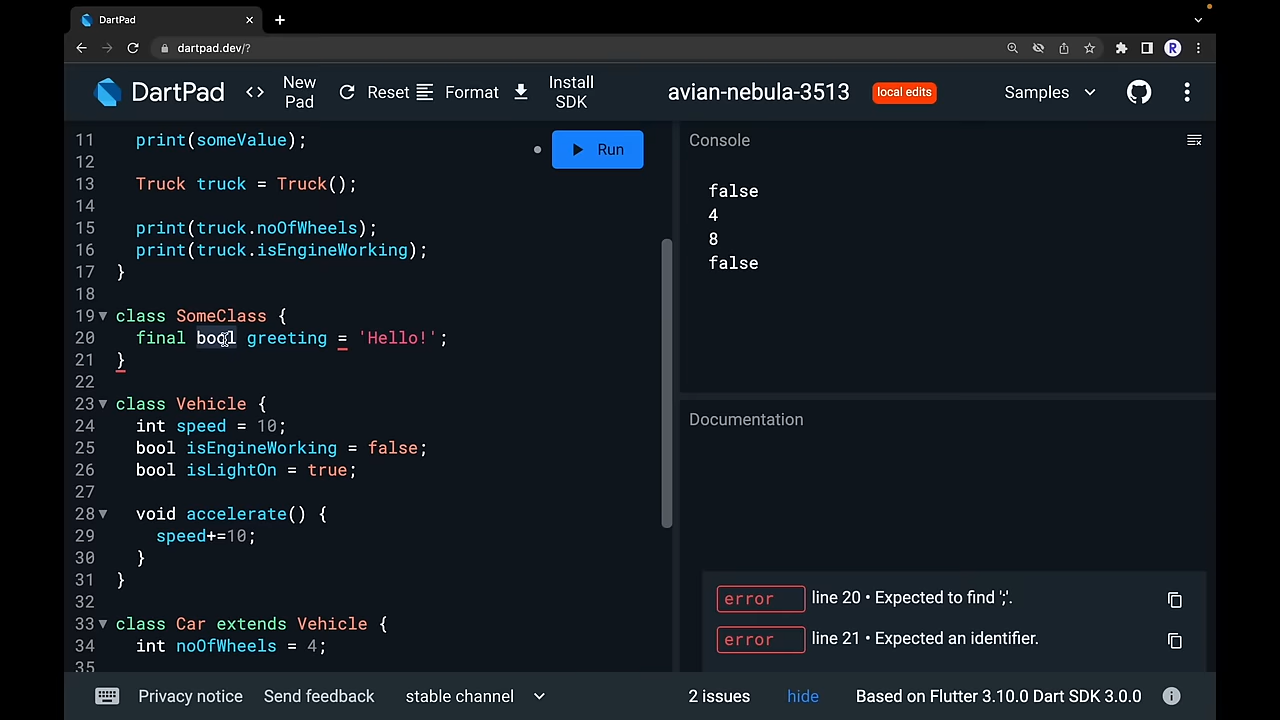 DartPad
dartpad.dev/?
R
DartPad
<> New Pad
Reset
Format
Install SDK
avian-nebula-3513
local edits
Samples
11 print(someValue);
12
13 Truck truck = Truck();
14
15 print(truck.noOfWheels);
16 print(truck.isEngineWorking);
17 }
18
19 class SomeClass {
20 final bool greeting = 'Hello!';
21 }
22
23 class Vehicle {
24 int speed = 10;
25 bool isEngineWorking = false;
26 bool isLightOn = true;
27
28 void accelerate() {
29 speed+=10;
30 }
31 }
32
33 class Car extends Vehicle {
34 int noOfWheels = 4;
35
Run
Console
false
4
8
false
Documentation
error line 20 • Expected to find ';'.
error line 21 • Expected an identifier.
Privacy notice
Send feedback
stable channel
2 issues
hide
Based on Flutter 3.10.0 Dart SDK 3.0.0